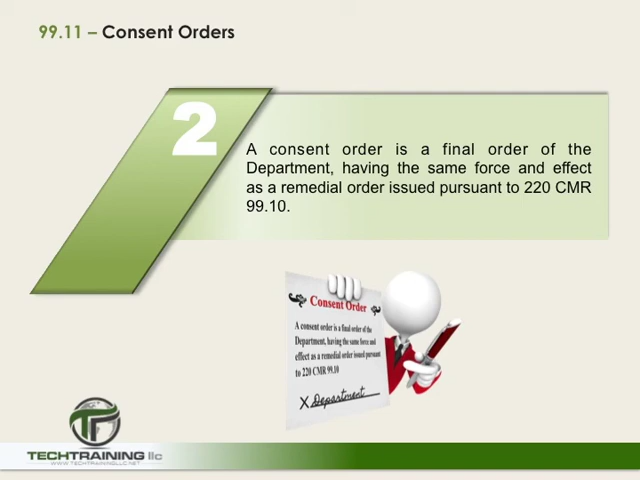 99.11 – Consent Orders
2
A consent order is a final order of the
Department, having the same force and effect
as a remedial order issued pursuant to 220 CMR
99.10.
Consent Order
A consent order is a final order of the
Department, having the same force and
effect as a remedial order issued pursuant
to 220 CMR 99.10
X Department
TECHTRAINING llc
WWW.TECHTRAININGLLC.NET